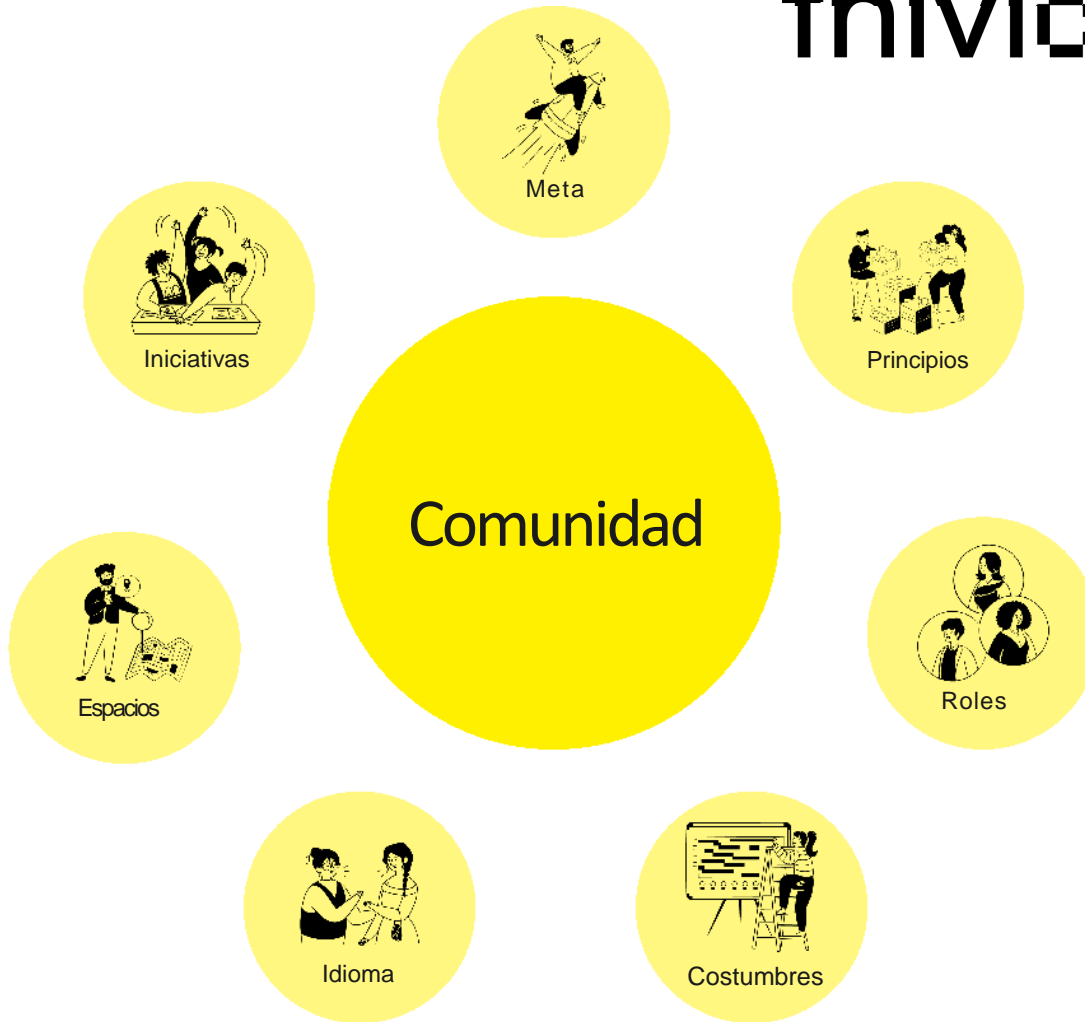 Meta
Iniciativas
Principios
Comunidad
Espacios
Roles
Idioma
Costumbres